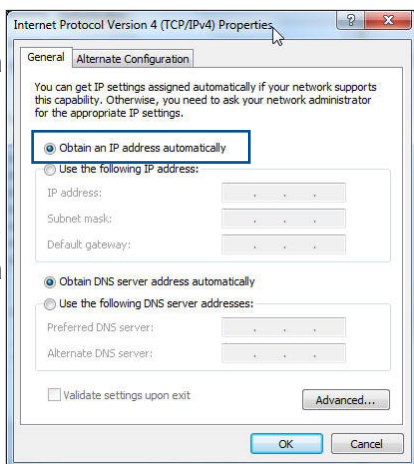 Internet Protocol Version 4 (TCP/IPv4) Properties
General
Alternate Configuration
You can get IP settings assigned automatically if your network supports
this capability. Otherwise, you need to ask your network administrator
for the appropriate IP settings.
Obtain an IP address automatically
Use the following IP address:
IP address:
Subnet mask:
Default gateway:
Obtain DNS server address automatically
Use the following DNS server addresses:
Preferred DNS server:
Alternate DNS server:
Validate settings upon exit
Advanced...
OK
Cancel